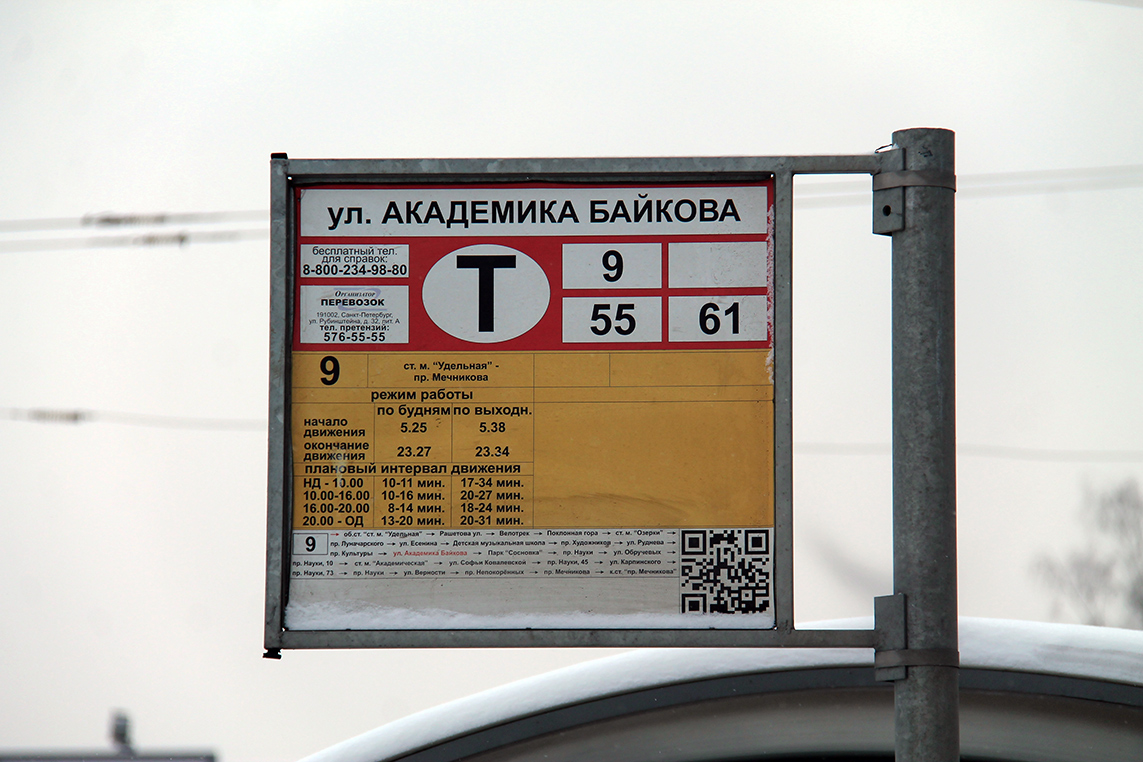 ул. АКАДЕМИКА БАЙКОВА
бесплатный тел.
для справок:
8-800-234-98-80
Организатор
ПЕРЕВОЗОК
191002, Санкт-Петербург,
ул. Рубинштейна, д. 32, лит. А
тел. претензий:
576-55-55
Т
9
55 61
9 ст. м. "Удельная" -
пр. Мечникова
режим работы
по будням по выходн.
начало
движения 5.25 5.38
окончание
движения 23.27 23.34
плановый интервал движения
НД - 10.00 10-11 мин. 17-34 мин.
10.00-16.00 10-16 мин. 20-27 мин.
16.00-20.00 8-14 мин. 18-24 мин.
20.00 - ОД 13-20 мин. 20-31 мин.
9
→ об.ст. "ст. м. "Удельная" → Рашетова ул. → Велотрек → Поклонная гора → ст. м. "Озерки" →
пр. Луначарского → ул. Есенина → Детская музыкальная школа → пр. Художников → ул. Руднева →
пр. Культуры → ул. Академика Байкова → Парк "Сосновка" → пр. Науки → ул. Обручевых →
пр. Науки, 10 → ст. м. "Академическая" → ул. Софьи Ковалевской → пр. Науки, 45 → ул. Карпинского →
пр. Науки, 73 → пр. Науки → ул. Верности → пр. Непокорённых → пр. Мечникова → к.ст. "пр. Мечникова"